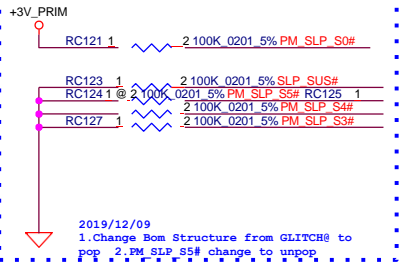 +3V_PRIM
RC121 1 2 100K_0201_5% PM_SLP_S0#
RC123 1 2 100K_0201_5% SLP_SUS#
RC124 1 @ 2 100K_0201_5% PM_SLP_S5# RC125 1
2 100K_0201_5% PM_SLP_S4#
RC127 1 2 100K_0201_5% PM_SLP_S3#
2019/12/09
1.Change Bom Structure from GLITCH@ to
pop 2.PM_SLP_S5# change to unpop